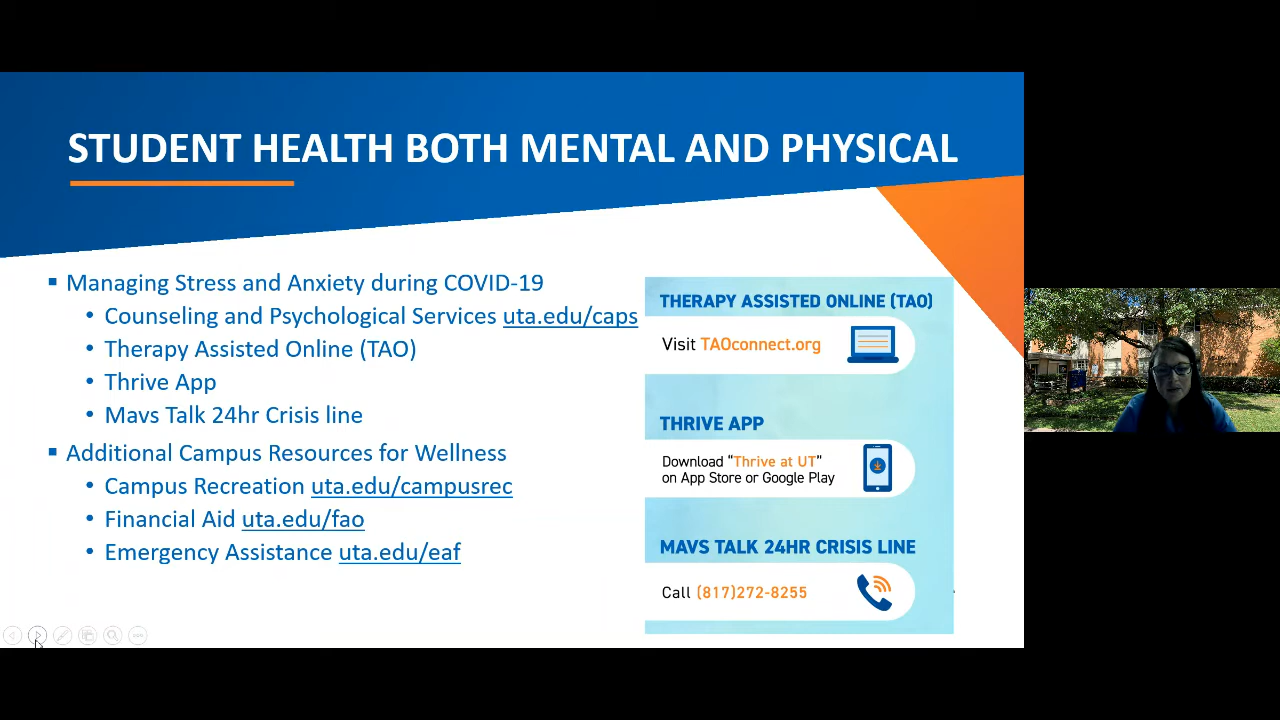 STUDENT HEALTH BOTH MENTAL AND PHYSICAL
Managing Stress and Anxiety during COVID-19
Counseling and Psychological Services uta.edu/caps
Therapy Assisted Online (TAO)
Thrive App
Mavs Talk 24hr Crisis line
Additional Campus Resources for Wellness
Campus Recreation uta.edu/campusrec
Financial Aid uta.edu/fao
Emergency Assistance uta.edu/eaf
THERAPY ASSISTED ONLINE (TAO)
Visit TAOconnect.org
THRIVE APP
Download “Thrive at UT”
on App Store or Google Play
MAVS TALK 24HR CRISIS LINE
Call (817)272-8255